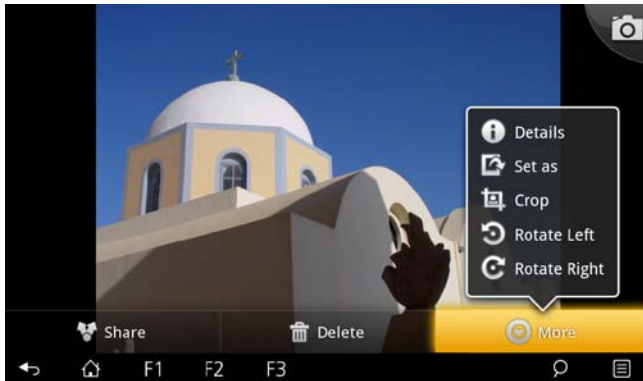 Details
Set as
Crop
Rotate Left
Rotate Right
Share Delete More
F1 F2 F3